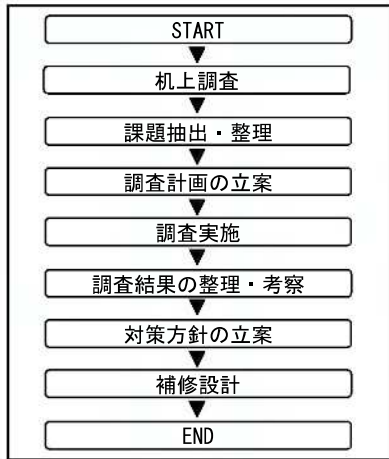 START
机上調査
課題抽出・整理
調査計画の立案
調査実施
調査結果の整理・考察
対策方針の立案
補修設計
END